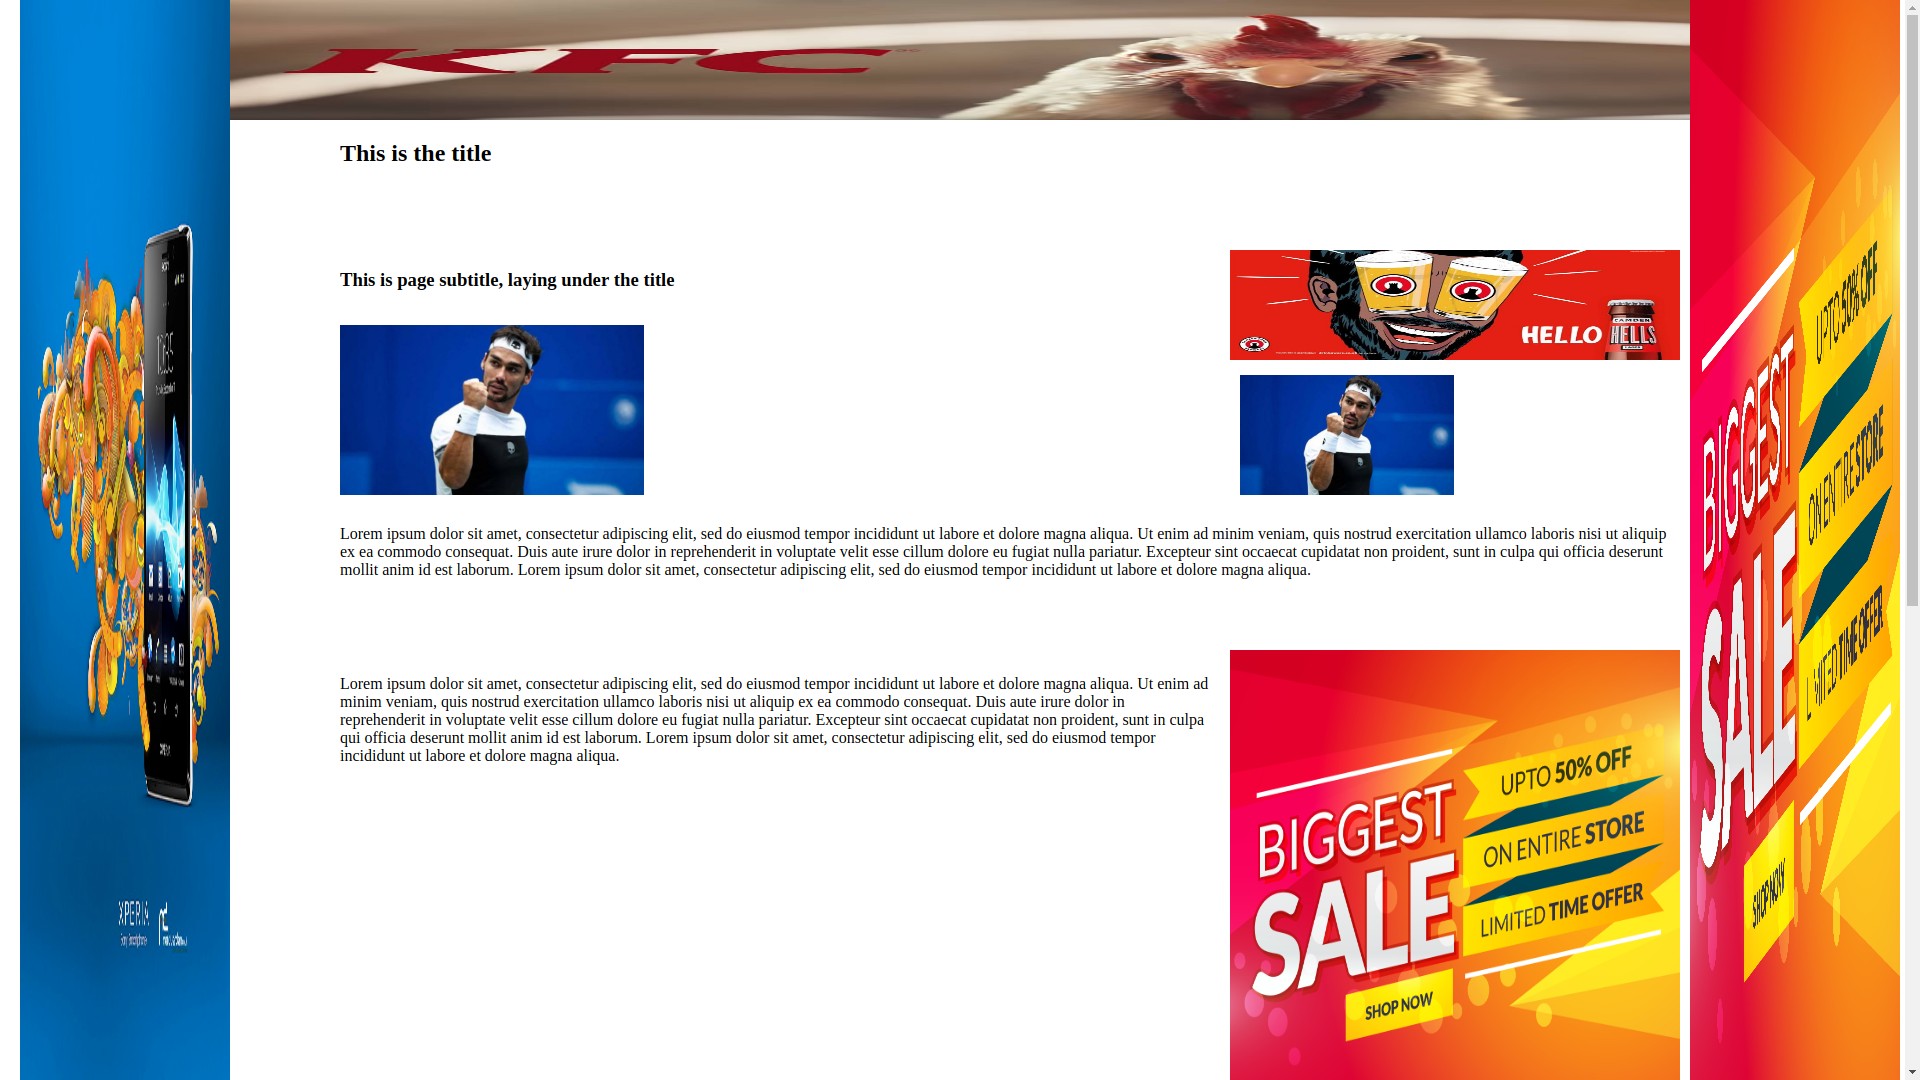 KFC
This is the title
This is page subtitle, laying under the title
HELLO
CAMDEN
HELLS
Lorem ipsum dolor sit amet, consectetur adipiscing elit, sed do eiusmod tempor incididunt ut labore et dolore magna aliqua. Ut enim ad minim veniam, quis nostrud exercitation ullamco laboris nisi ut aliquip
ex ea commodo consequat. Duis aute irure dolor in reprehenderit in voluptate velit esse cillum dolore eu fugiat nulla pariatur. Excepteur sint occaecat cupidatat non proident, sunt in culpa qui officia deserunt
mollit anim id est laborum. Lorem ipsum dolor sit amet, consectetur adipiscing elit, sed do eiusmod tempor incididunt ut labore et dolore magna aliqua.
Lorem ipsum dolor sit amet, consectetur adipiscing elit, sed do eiusmod tempor incididunt ut labore et dolore magna aliqua. Ut enim ad
minim veniam, quis nostrud exercitation ullamco laboris nisi ut aliquip ex ea commodo consequat. Duis aute irure dolor in
reprehenderit in voluptate velit esse cillum dolore eu fugiat nulla pariatur. Excepteur sint occaecat cupidatat non proident, sunt in culpa
qui officia deserunt mollit anim id est laborum. Lorem ipsum dolor sit amet, consectetur adipiscing elit, sed do eiusmod tempor
incididunt ut labore et dolore magna aliqua.
BIGGEST
SALE
UPTO 50% OFF
ON ENTIRE STORE
LIMITED TIME OFFER
SHOP NOW
XPERIA
Sony Smartphone
BIGGEST
SALE
UPTO 50% OFF
ON ENTIRE STORE
LIMITED TIME OFFER
SHOP NOW